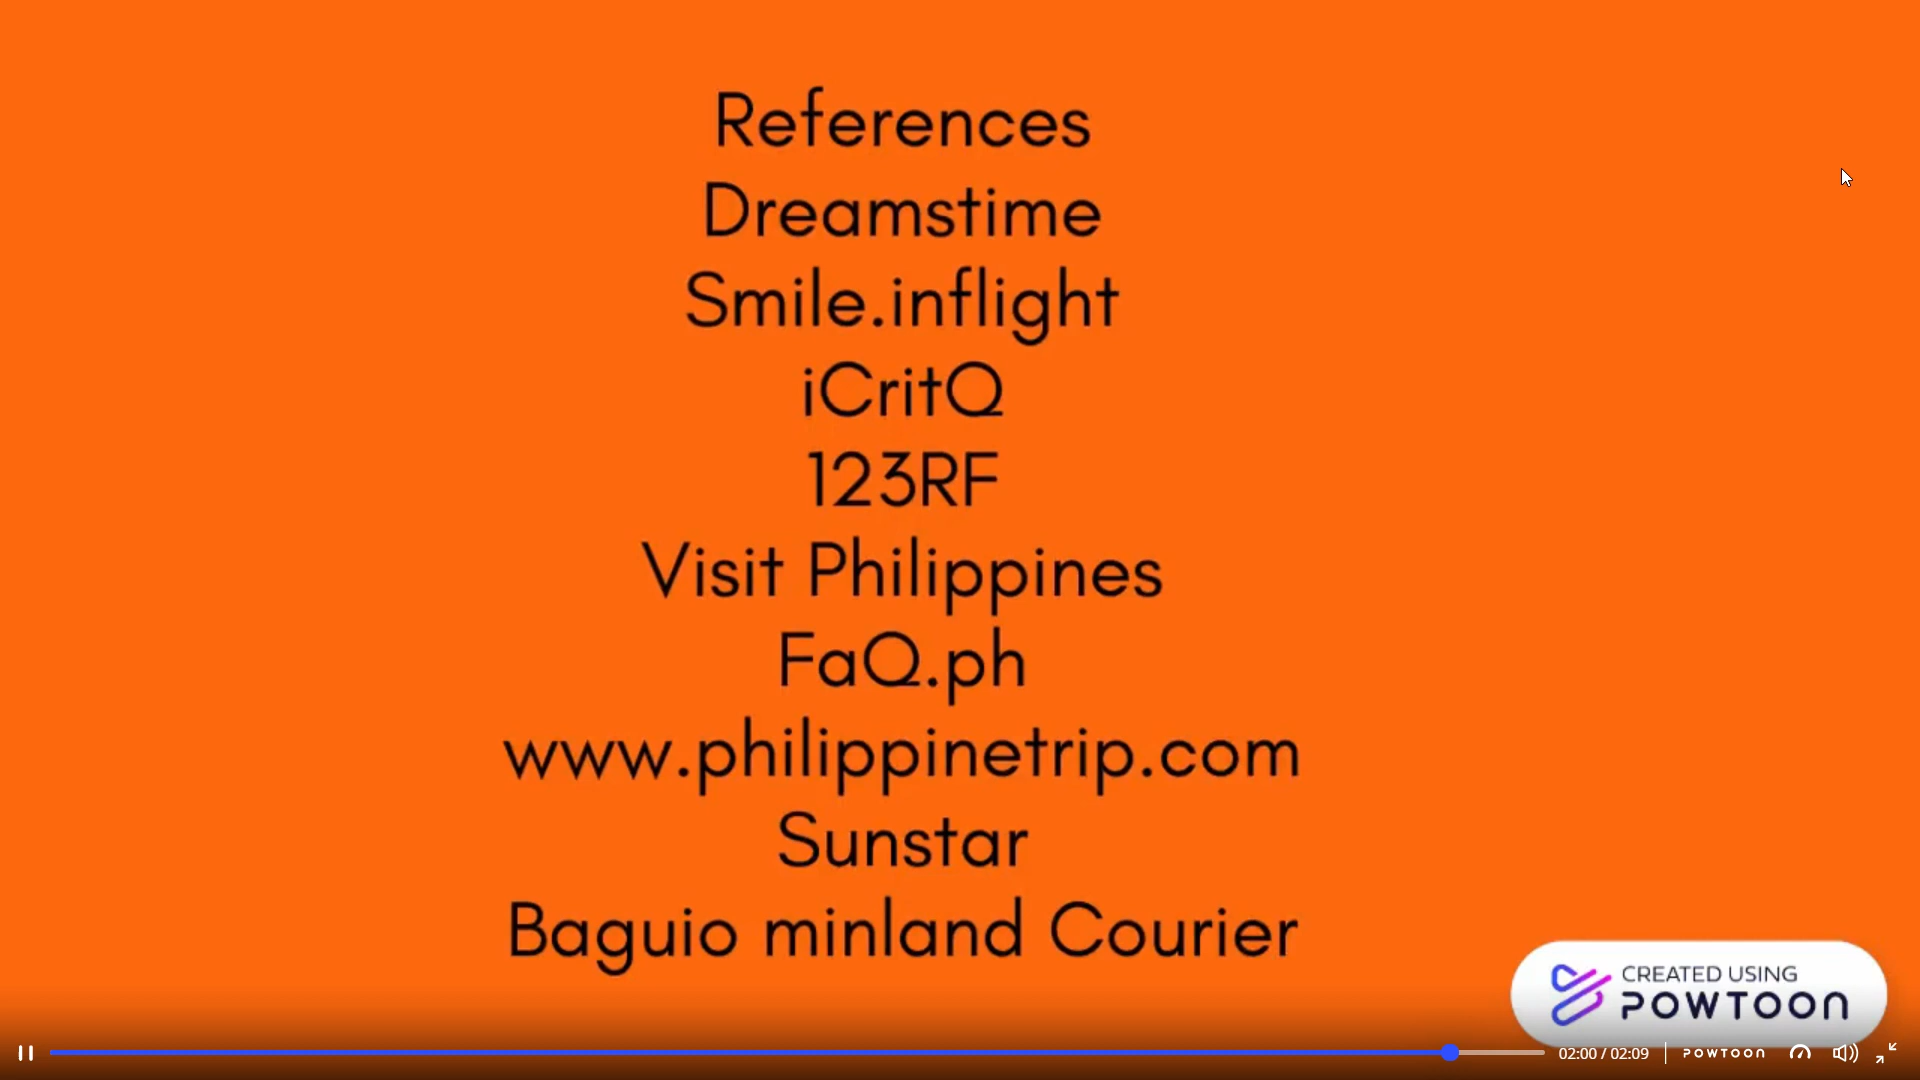 References
Dreamstime
Smile.inflight
iCritQ
123RF
Visit Philippines
FaQ.ph
www.philippinetrip.com
Sunstar
Baguio minland Courier
CREATED USING
POWTOON
02:00 / 02:09
POWTOON